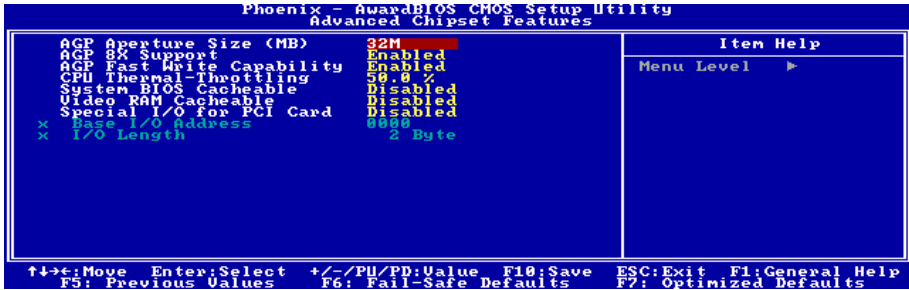 Phoenix - AwardBIOS CMOS Setup Utility
Advanced Chipset Features
AGP Aperture Size (MB) 32M
AGP 8X Support Enabled
AGP Fast Write Capability Enabled
CPU Thermal-Throttling 50.0 %
System BIOS Cacheable Disabled
Video RAM Cacheable Disabled
Special I/O for PCI Card Disabled
x Base I/O Address 0000
x I/O Length 2 Byte
Item Help
Menu Level ►
↑↓→←:Move Enter:Select +/-/PU/PD:Value F10:Save ESC:Exit F1:General Help
F5: Previous Values F6: Fail-Safe Defaults F7: Optimized Defaults